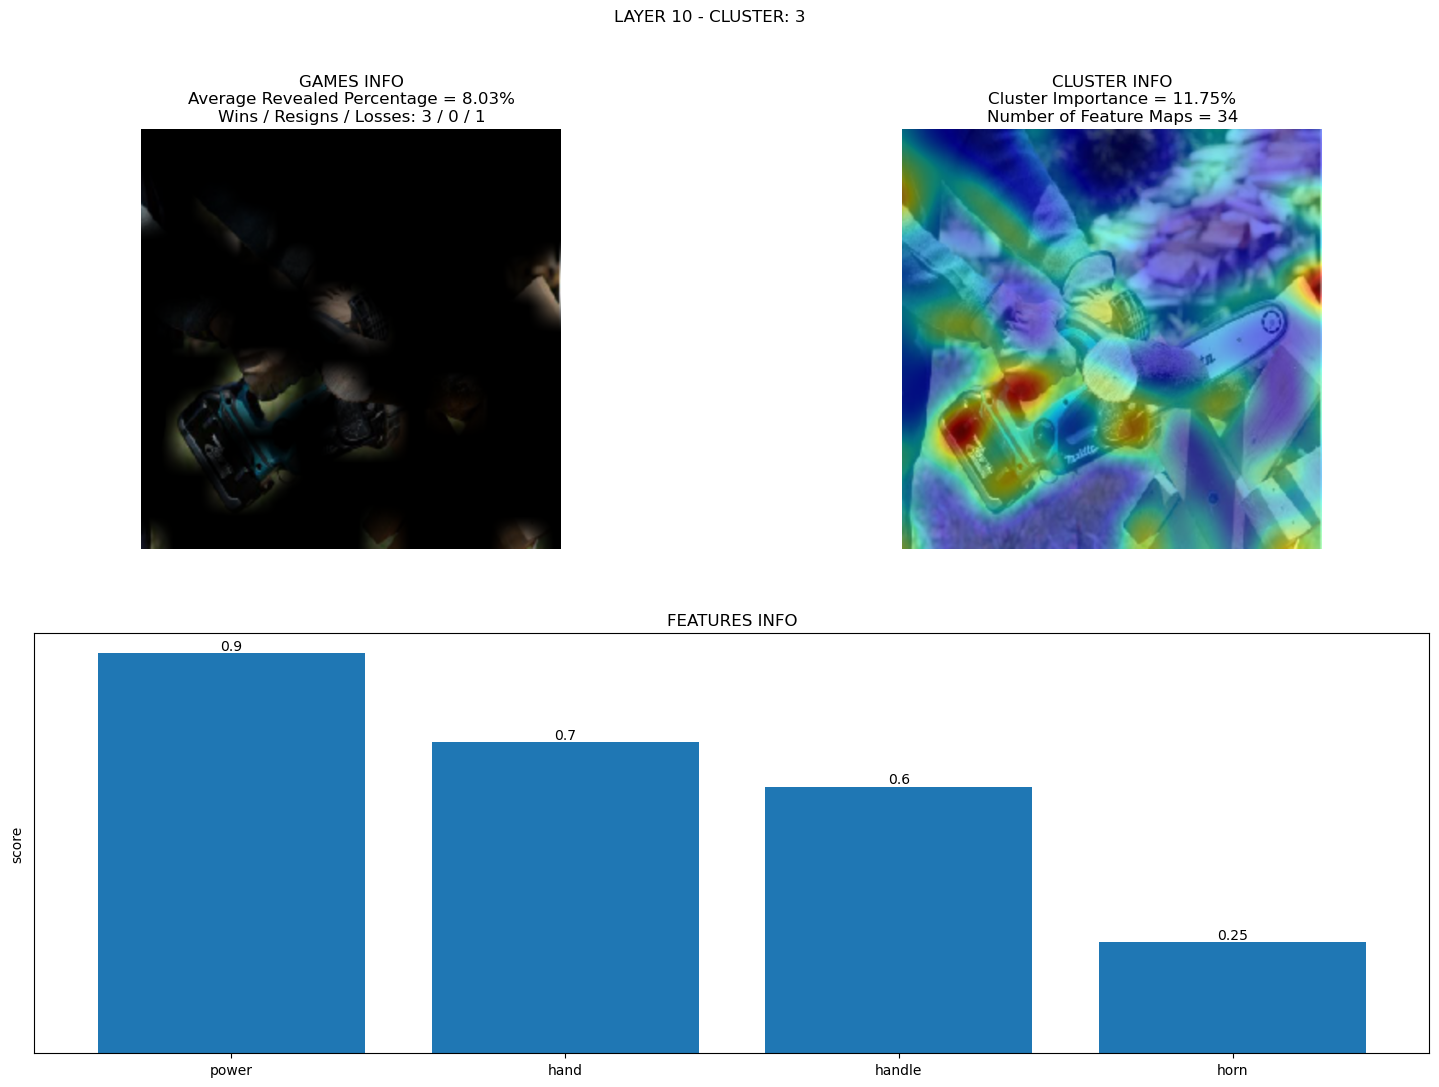 LAYER 10 - CLUSTER: 3
GAMES INFO
Average Revealed Percentage = 8.03%
Wins / Resigns / Losses: 3 / 0 / 1
CLUSTER INFO
Cluster Importance = 11.75%
Number of Feature Maps = 34
FEATURES INFO
score
0.9
0.7
0.6
0.25
power
hand
handle
horn